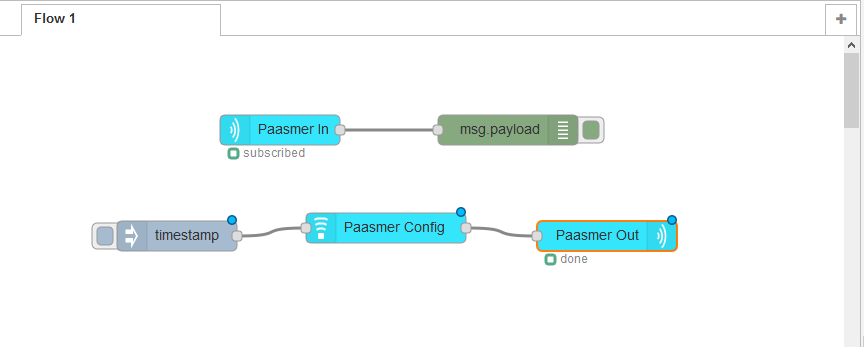 Flow 1
Paasmer In
msg.payload
subscribed
timestamp
Paasmer Config
Paasmer Out
done